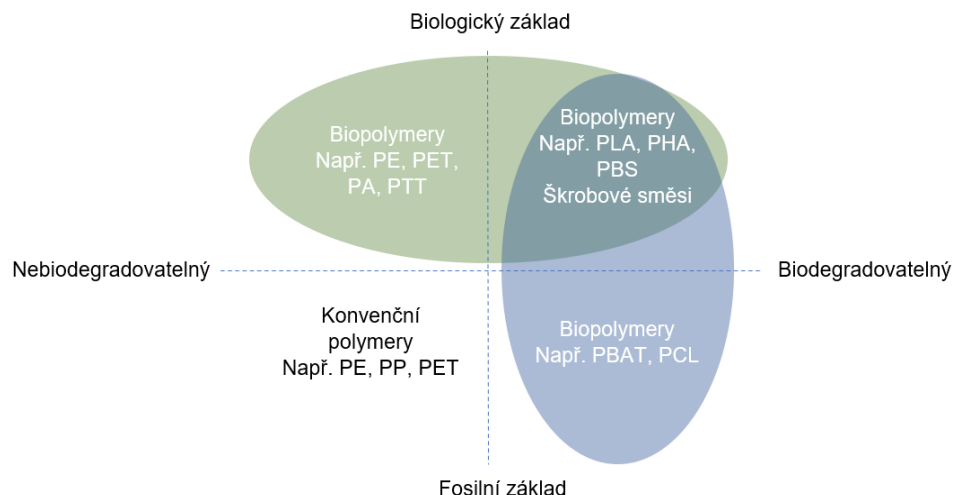 Biologický základ
Biopolymery
Např. PE, PET,
PA, PTT
Biopolymery
Např. PLA, PHA,
PBS
Škrobové směsi
Nebiodegradovatelný
Biodegradovatelný
Konvenční
polymery
Např. PE, PP, PET
Biopolymery
Např. PBAT, PCL
Fosilní základ